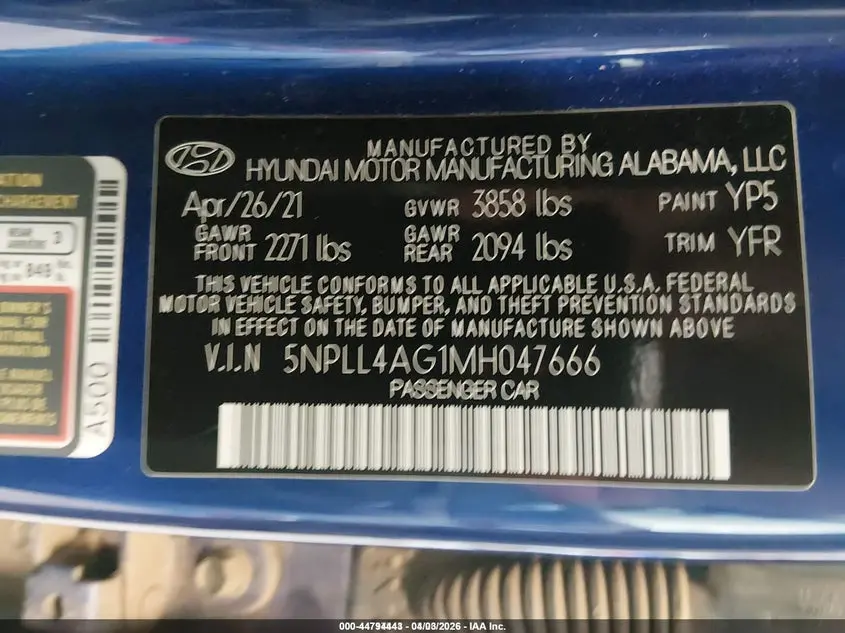 MANUFACTURED BY
HYUNDAI MOTOR MANUFACTURING ALABAMA, LLC
Apr/26/21 GVWR 3858 lbs PAINT YP5
GAWR FRONT 2271 lbs GAWR REAR 2094 lbs TRIM YFR
THIS VEHICLE CONFORMS TO ALL APPLICABLE U.S.A. FEDERAL
MOTOR VEHICLE SAFETY, BUMPER, AND THEFT PREVENTION STANDARDS
IN EFFECT ON THE DATE OF MANUFACTURE SHOWN ABOVE
V.I.N 5NPLL4AG1MH047666
PASSENGER CAR
A500
000-44794443 - 04/08/2026 - IAA Inc.